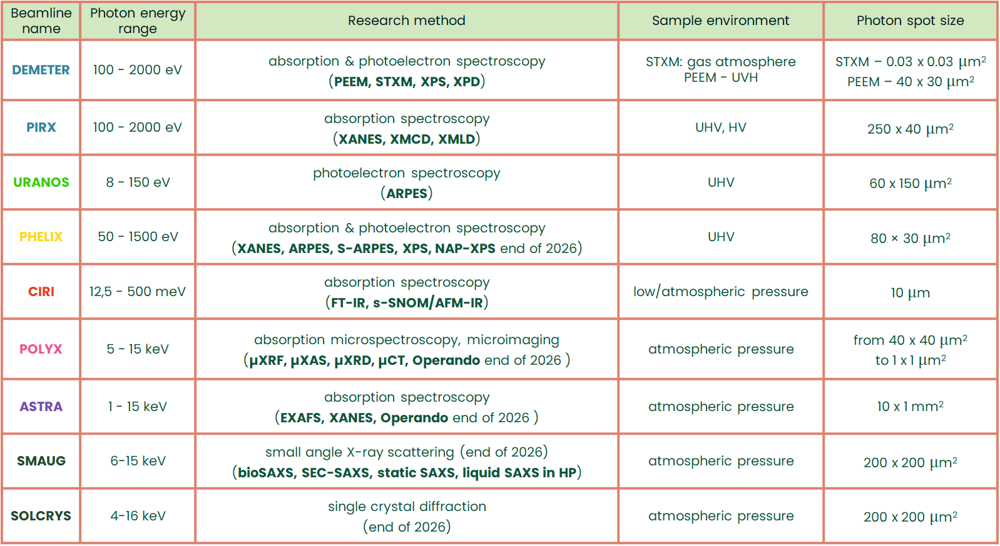 Beamline name
Photon energy range
Research method
Sample environment
Photon spot size
DEMETER
100 - 2000 eV
absorption & photoelectron spectroscopy
(PEEM, STXM, XPS, XPD)
STXM: gas atmosphere
PEEM - UVH
STXM – 0.03 x 0.03 µm²
PEEM – 40 x 30 µm²
PIRX
100 - 2000 eV
absorption spectroscopy
(XANES, XMCD, XMLD)
UHV, HV
250 x 40 µm²
URANOS
8 - 150 eV
photoelectron spectroscopy
(ARPES)
UHV
60 x 150 µm²
PHELIX
50 - 1500 eV
absorption & photoelectron spectroscopy
(XANES, ARPES, S-ARPES, XPS, NAP-XPS end of 2026)
UHV
80 × 30 µm²
CIRI
12,5 - 500 meV
absorption spectroscopy
(FT-IR, s-SNOM/AFM-IR)
low/atmospheric pressure
10 µm
POLYX
5 - 15 keV
absorption microspectroscopy, microimaging
(µXRF, µXAS, µXRD, µCT, Operando end of 2026 )
atmospheric pressure
from 40 x 40 µm²
to 1 x 1 µm²
ASTRA
1 - 15 keV
absorption spectroscopy
(EXAFS, XANES, Operando end of 2026 )
atmospheric pressure
10 x 1 mm²
SMAUG
6-15 keV
small angle X-ray scattering (end of 2026)
(bioSAXS, SEC-SAXS, static SAXS, liquid SAXS in HP)
atmospheric pressure
200 x 200 µm²
SOLCRYS
4-16 keV
single crystal diffraction
(end of 2026)
atmospheric pressure
200 x 200 µm²